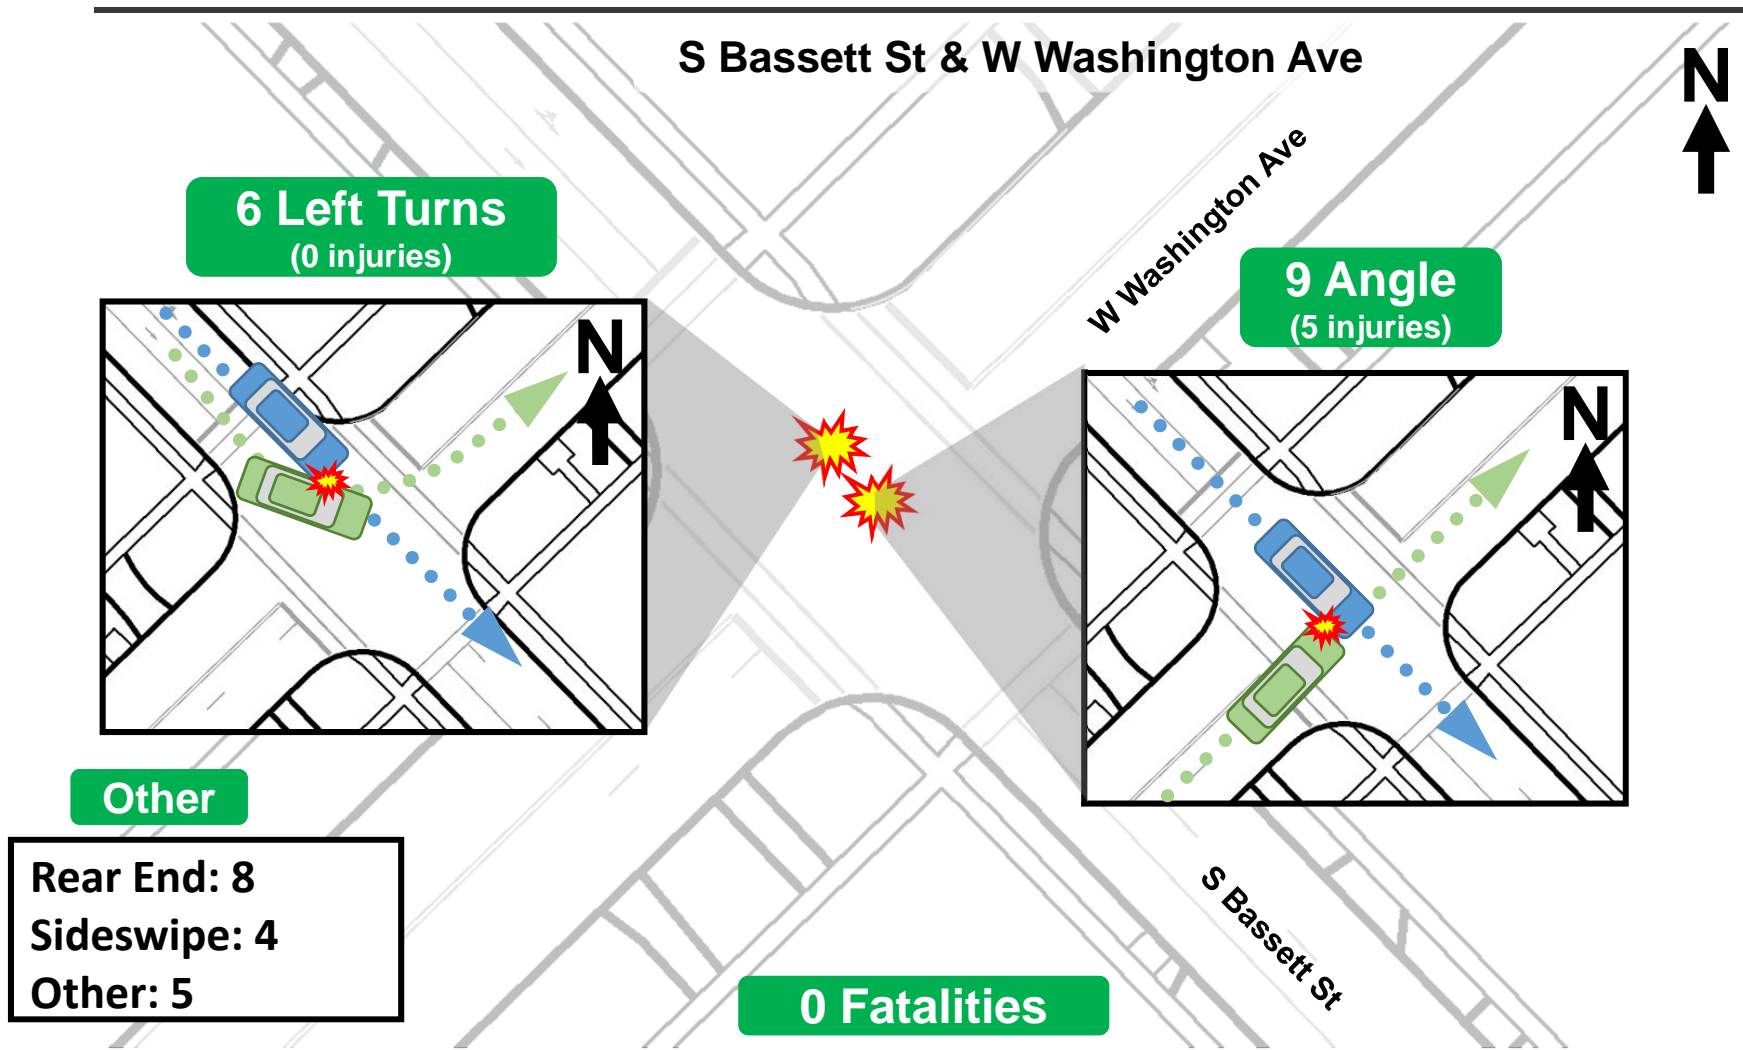 S Bassett St & W Washington Ave
N
W Washington Ave
6 Left Turns
(0 injuries)
N
9 Angle
(5 injuries)
N
Other
Rear End: 8
Sideswipe: 4
Other: 5
S Bassett St
0 Fatalities